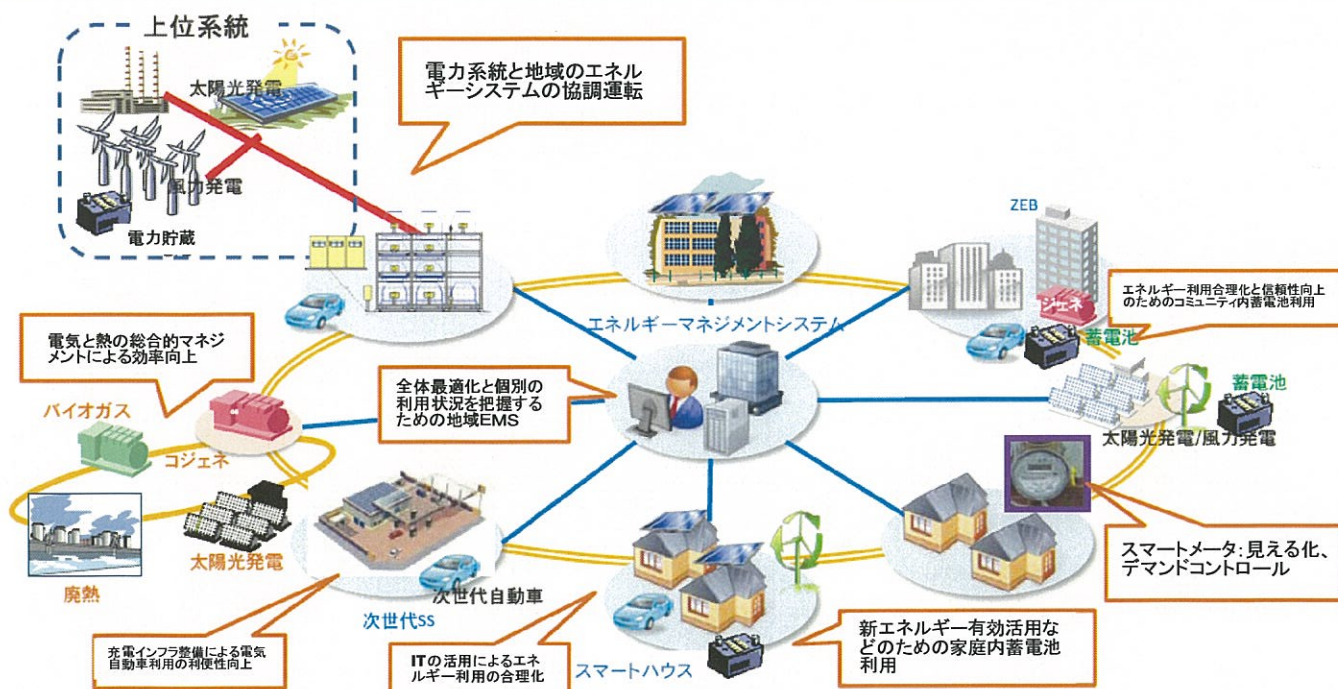 上位系統
太陽光発電
風力発電
電力貯蔵
電力系統と地域のエネル
ギーシステムの協調運転
ZEB
エネルギー利用合理化と信頼性向上
のためのコミュニティ内蓄電池利用
ジェネ
蓄電池
エネルギーマネジメントシステム
電気と熱の総合的マネジ
メントによる効率向上
全体最適化と個別の
利用状況を把握する
ための地域EMS
蓄電池
太陽光発電/風力発電
バイオガス
コジェネ
廃熱
太陽光発電
スマートメータ:見える化、
デマンドコントロール
次世代自動車
次世代SS
充電インフラ整備による電気
自動車利用の利便性向上
ITの活用によるエネ
ルギー利用の合理化
スマートハウス
新エネルギー有効活用な
どのための家庭内蓄電池
利用